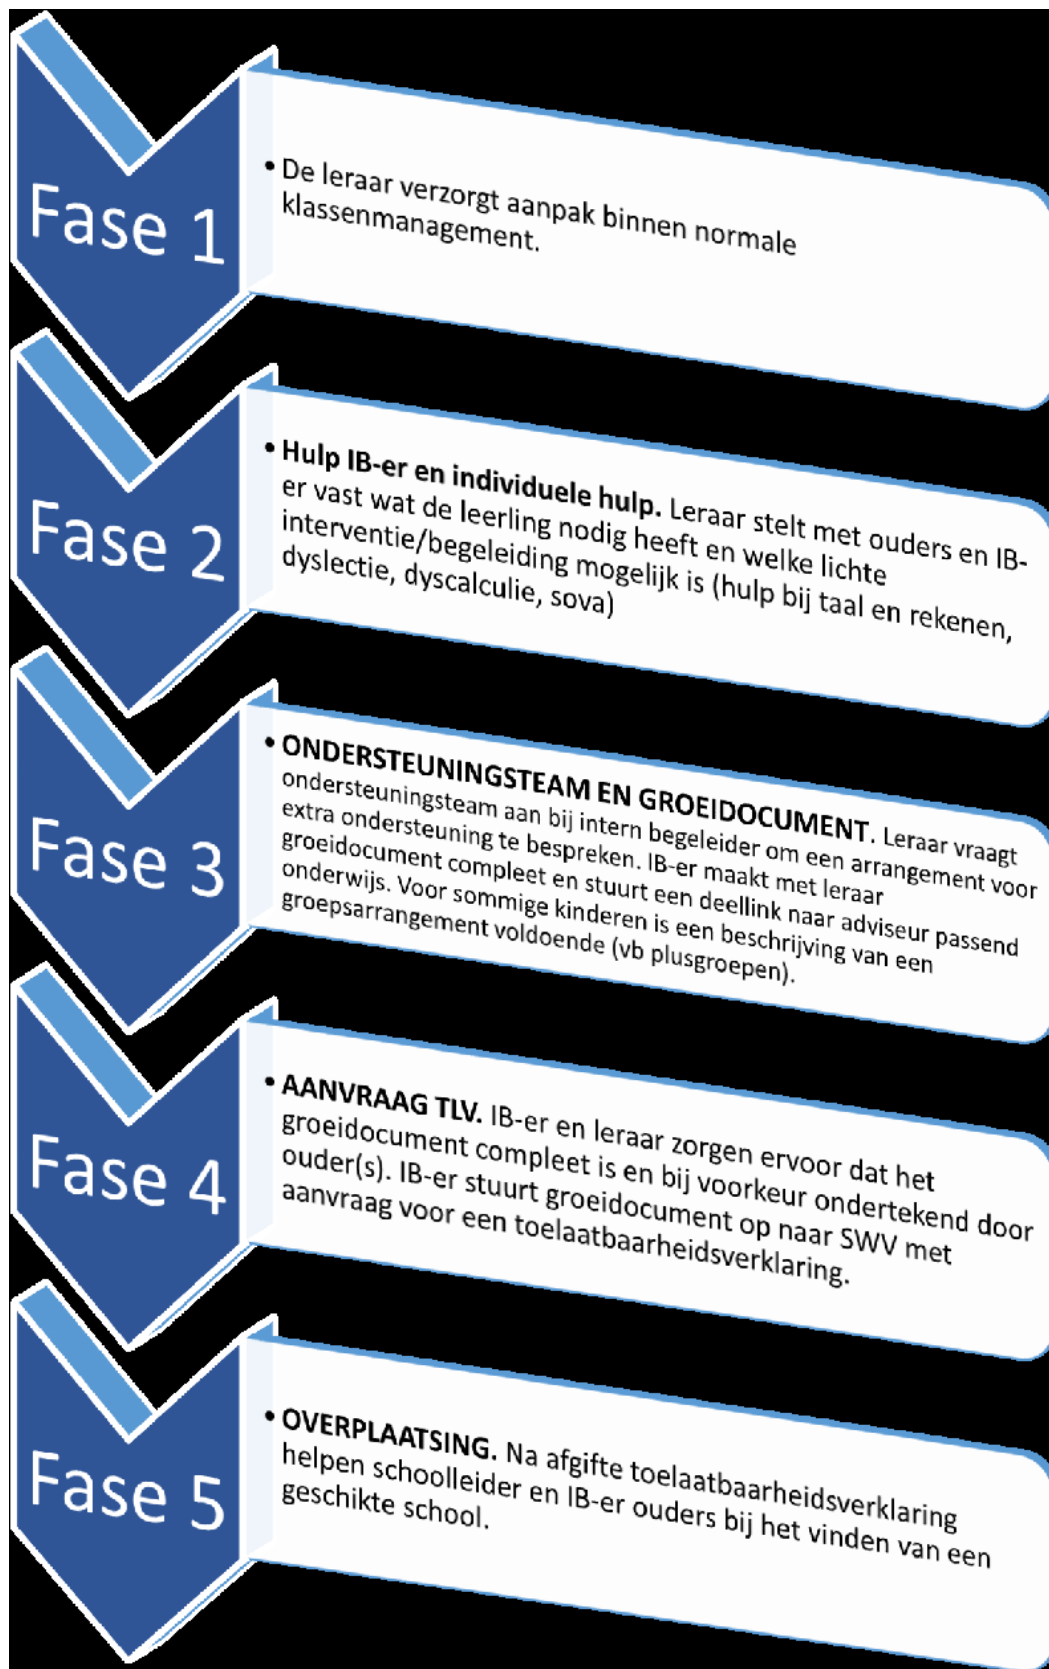 Fase 1
• De leraar verzorgt aanpak binnen normale
klassenmanagement.
Fase 2
• Hulp IB-er en individuele hulp. Leraar stelt met ouders en IB-
er vast wat de leerling nodig heeft en welke lichte
interventie/begeleiding mogelijk is (hulp bij taal en rekenen,
dyslectie, dyscalculie, sova)
Fase 3
• ONDERSTEUNINGSTEAM EN GROEIDOCUMENT. Leraar vraagt
ondersteuningsteam aan bij intern begeleider om een arrangement voor
extra ondersteuning te bespreken. IB-er maakt met leraar
groeidocument compleet en stuurt een deellink naar adviseur passend
onderwijs. Voor sommige kinderen is een beschrijving van een
groepsarrangement voldoende (vb plusgroepen).
Fase 4
• AANVRAAG TLV. IB-er en leraar zorgen ervoor dat het
groeidocument compleet is en bij voorkeur ondertekend door
ouder(s). IB-er stuurt groeidocument op naar SWV met
aanvraag voor een toelaatbaarheidsverklaring.
Fase 5
• OVERPLAATSING. Na afgifte toelaatbaarheidsverklaring
helpen schoolleider en IB-er ouders bij het vinden van een
geschikte school.